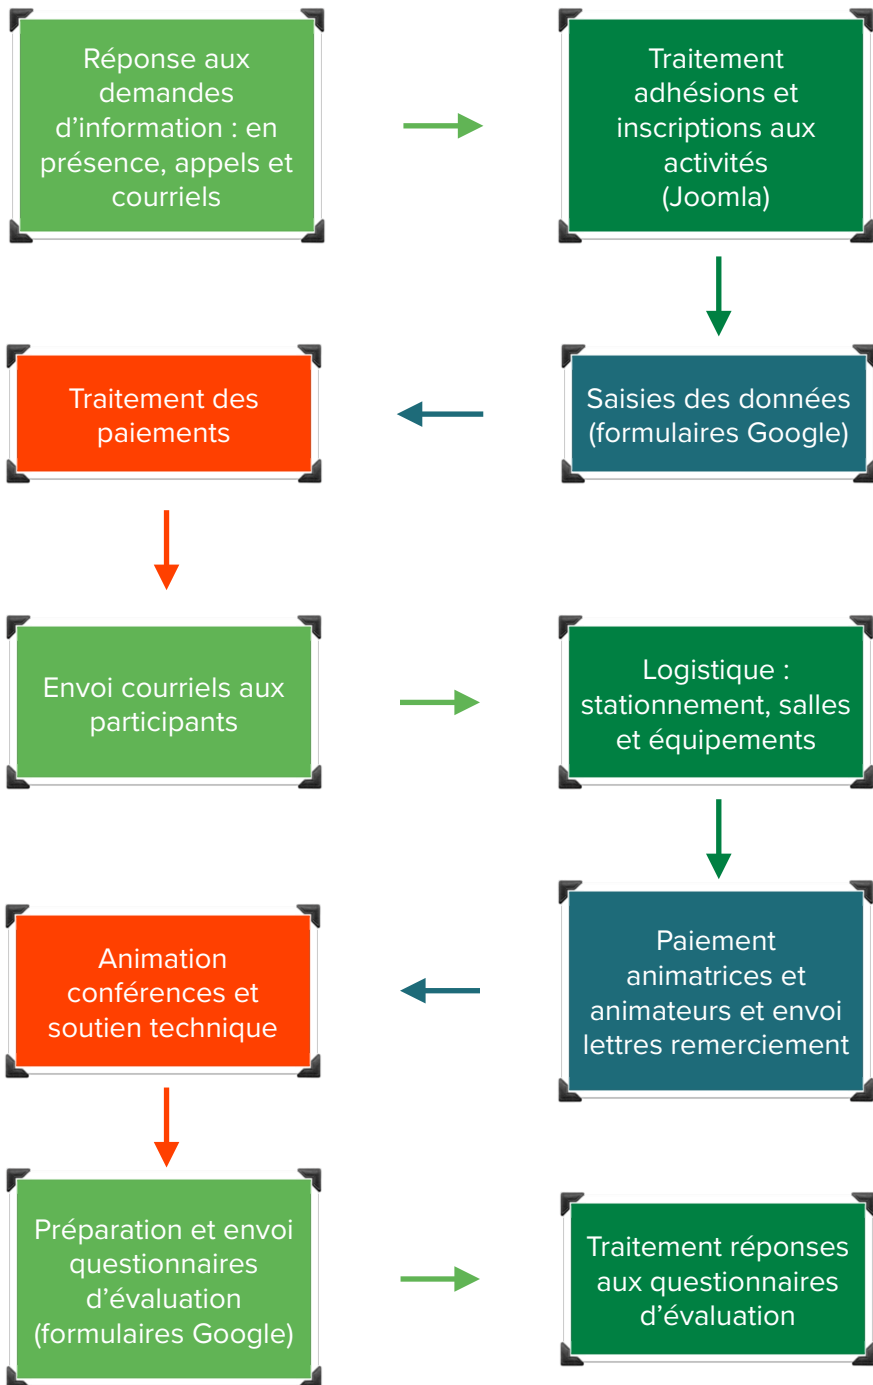 Réponse aux
demandes
d’information : en
présence, appels et
courriels
Traitement
adhésions et
inscriptions aux
activités
(Joomla)
Saisies des données
(formulaires Google)
Traitement des
paiements
Envoi courriels aux
participants
Logistique :
stationnement, salles
et équipements
Paiement
animatrices et
animateurs et envoi
lettres remerciement
Animation
conférences et
soutien technique
Préparation et envoi
questionnaires
d’évaluation
(formulaires Google)
Traitement réponses
aux questionnaires
d’évaluation